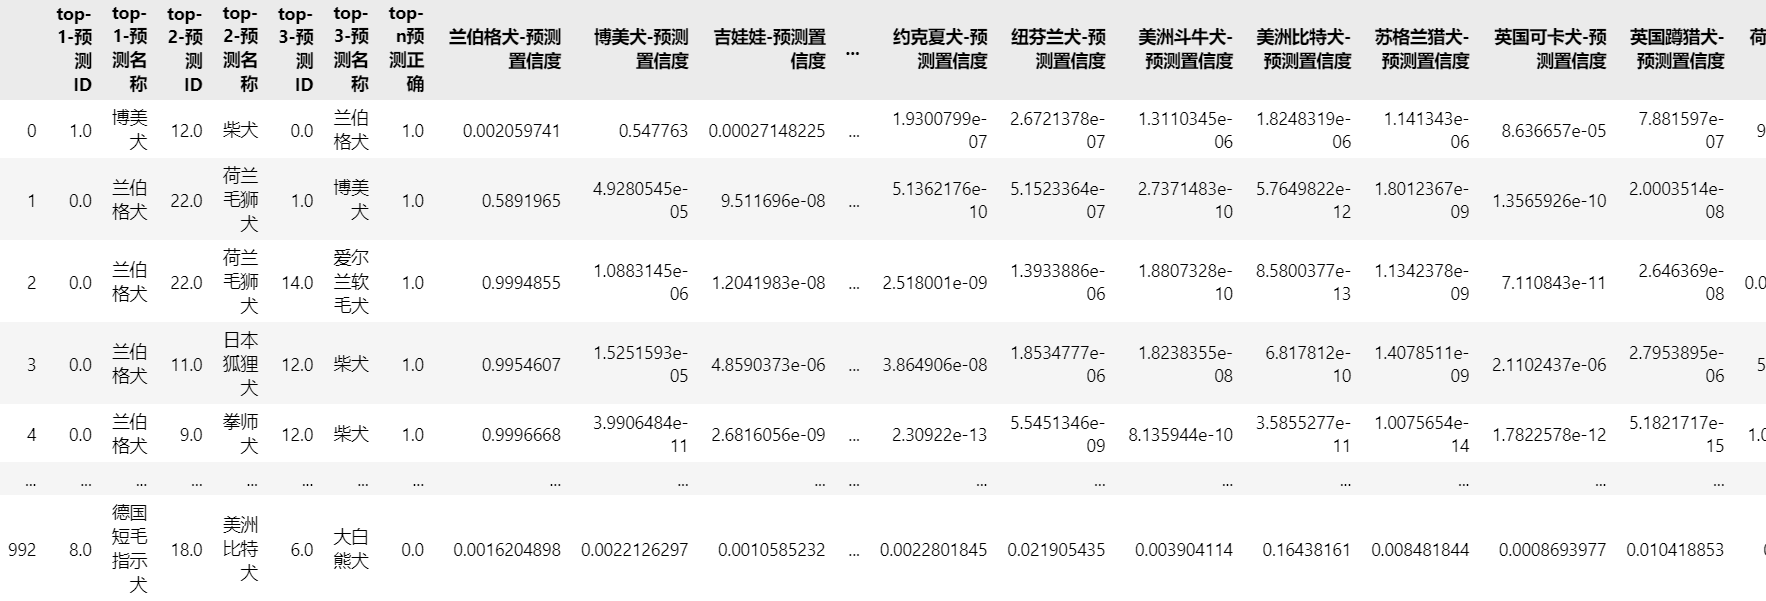 top-1-预测ID top-1-预测名称 top-2-预测ID top-2-预测名称 top-3-预测ID top-3-预测名称 top-n预测正确 兰伯格犬-预测置信度 博美犬-预测置信度 吉娃娃-预测置信度 ... 约克夏犬-预测置信度 纽芬兰犬-预测置信度 美洲斗牛犬-预测置信度 美洲比特犬-预测置信度 苏格兰猎犬-预测置信度 英国可卡犬-预测置信度 英国蹲猎犬-预测置信度 荷
0 1.0 博美犬 12.0 柴犬 0.0 兰伯格犬 1.0 0.002059741 0.547763 0.00027148225 ... 1.9300799e-07 2.6721378e-07 1.3110345e-06 1.8248319e-06 1.141343e-06 8.636657e-05 7.881597e-07 9
1 0.0 兰伯格犬 22.0 荷兰毛狮犬 1.0 博美犬 1.0 0.5891965 4.9280545e-05 9.511696e-08 ... 5.1362176e-10 5.1523364e-07 2.7371483e-10 5.7649822e-12 1.8012367e-09 1.3565926e-10 2.0003514e-08
2 0.0 兰伯格犬 22.0 荷兰毛狮犬 14.0 爱尔兰软毛犬 1.0 0.9994855 1.0883145e-06 1.2041983e-08 ... 2.518001e-09 1.3933886e-06 1.8807328e-10 8.5800377e-13 1.1342378e-09 7.110843e-11 2.646369e-08 0.0
3 0.0 兰伯格犬 11.0 日本狐狸犬 12.0 柴犬 1.0 0.9954607 1.5251593e-05 4.8590373e-06 ... 3.864906e-08 1.8534777e-06 1.8238355e-08 6.817812e-10 1.4078511e-09 2.1102437e-06 2.7953895e-06 5
4 0.0 兰伯格犬 9.0 拳师犬 12.0 柴犬 1.0 0.9996668 3.9906484e-11 2.6816056e-09 ... 2.30922e-13 5.5451346e-09 8.135944e-10 3.5855277e-11 1.0075654e-14 1.7822578e-12 5.1821717e-15 1.0
... ... ... ... ... ... ... ... ... ... ... ... ... ... ... ... ... ... ...
992 8.0 德国短毛指示犬 18.0 美洲比特犬 6.0 大白熊犬 0.0 0.0016204898 0.0022126297 0.0010585232 ... 0.0022801845 0.021905435 0.003904114 0.16438161 0.008481844 0.0008693977 0.010418853